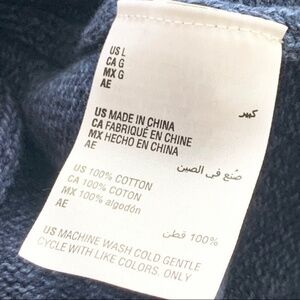 US L
CA G
MX G
AE كبير
US MADE IN CHINA
CA FABRIQUÉ EN CHINE
MX HECHO EN CHINA
AE صنع في الصين
US 100% COTTON
CA 100% COTON
MX 100% algodón
AE 100% قطن
US MACHINE WASH COLD GENTLE
CYCLE WITH LIKE COLORS. ONLY